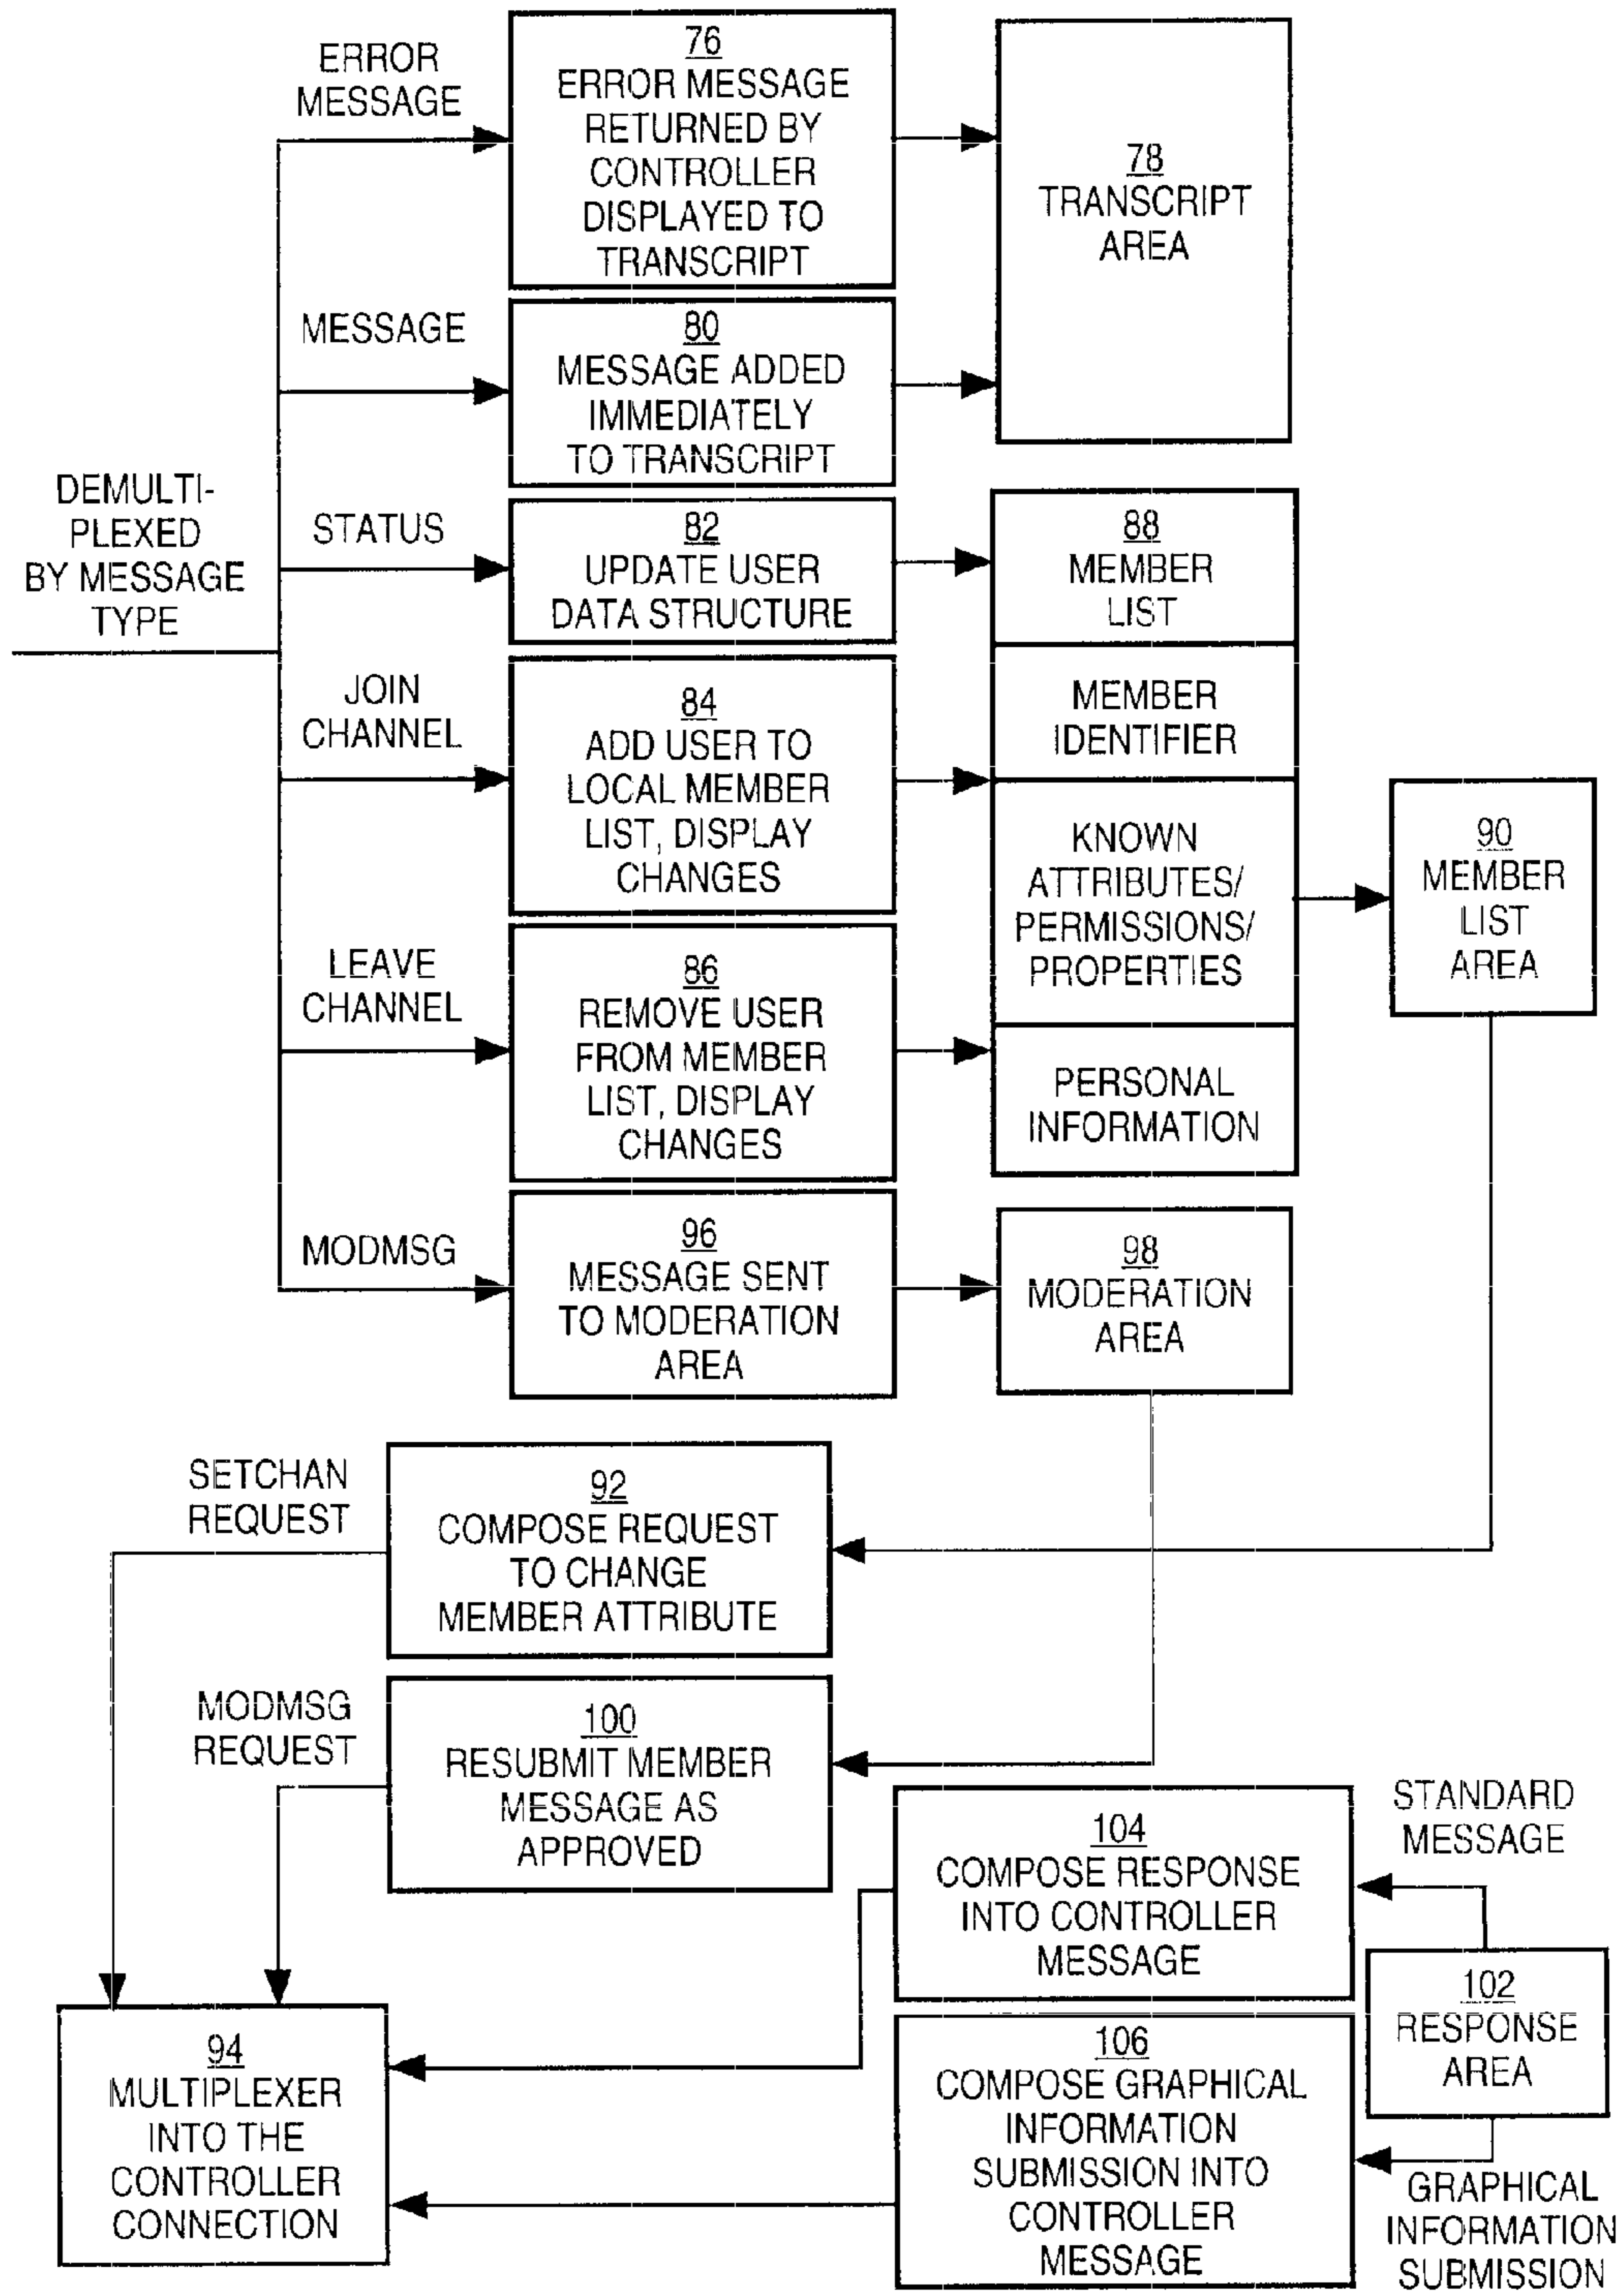 ERROR
MESSAGE
76
ERROR MESSAGE
RETURNED BY
CONTROLLER
DISPLAYED TO
TRANSCRIPT
78
TRANSCRIPT
AREA
MESSAGE
80
MESSAGE ADDED
IMMEDIATELY
TO TRANSCRIPT
DEMULTI-
PLEXED
BY MESSAGE
TYPE
STATUS
82
UPDATE USER
DATA STRUCTURE
88
MEMBER
LIST
JOIN
CHANNEL
84
ADD USER TO
LOCAL MEMBER
LIST, DISPLAY
CHANGES
MEMBER
IDENTIFIER
KNOWN
ATTRIBUTES/
PERMISSIONS/
PROPERTIES
90
MEMBER
LIST
AREA
LEAVE
CHANNEL
86
REMOVE USER
FROM MEMBER
LIST, DISPLAY
CHANGES
PERSONAL
INFORMATION
MODMSG
96
MESSAGE SENT
TO MODERATION
AREA
98
MODERATION
AREA
SETCHAN
REQUEST
92
COMPOSE REQUEST
TO CHANGE
MEMBER ATTRIBUTE
MODMSG
REQUEST
100
RESUBMIT MEMBER
MESSAGE AS
APPROVED
STANDARD
MESSAGE
104
COMPOSE RESPONSE
INTO CONTROLLER
MESSAGE
102
RESPONSE
AREA
94
MULTIPLEXER
INTO THE
CONTROLLER
CONNECTION
106
COMPOSE GRAPHICAL
INFORMATION
SUBMISSION INTO
CONTROLLER
MESSAGE
GRAPHICAL
INFORMATION
SUBMISSION